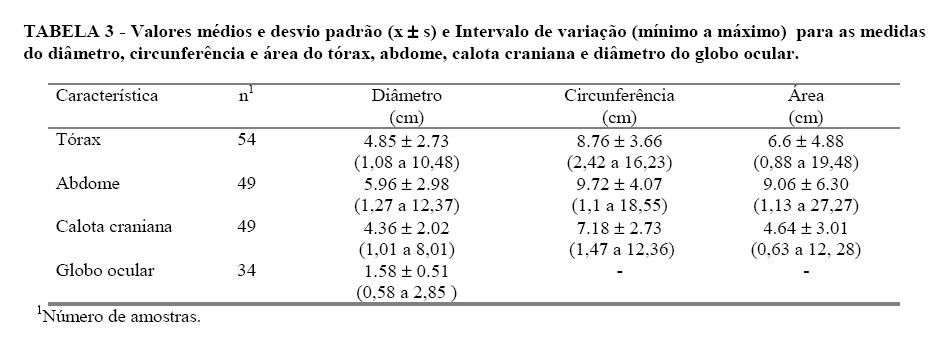 TABELA 3 - Valores médios e desvio padrão (x ± s) e Intervalo de variação (mínimo a máximo) para as medidas
do diâmetro, circunferência e área do tórax, abdome, calota craniana e diâmetro do globo ocular.
Característica n1 Diâmetro Circunferência Área
(cm) (cm) (cm)
Tórax 54 4.85 ± 2.73 8.76 ± 3.66 6.6 ± 4.88
(1,08 a 10,48) (2,42 a 16,23) (0,88 a 19,48)
Abdome 49 5.96 ± 2.98 9.72 ± 4.07 9.06 ± 6.30
(1,27 a 12,37) (1,1 a 18,55) (1,13 a 27,27)
Calota craniana 49 4.36 ± 2.02 7.18 ± 2.73 4.64 ± 3.01
(1,01 a 8,01) (1,47 a 12,36) (0,63 a 12, 28)
Globo ocular 34 1.58 ± 0.51 - -
(0,58 a 2,85 )
1Número de amostras.